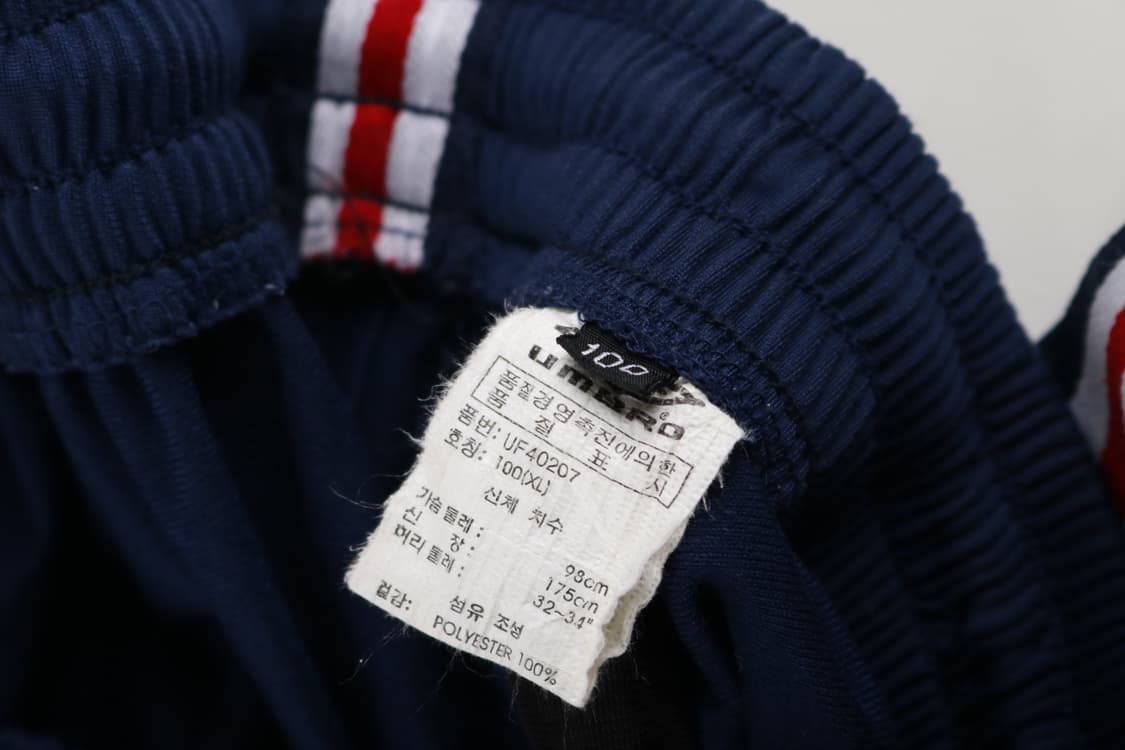 100
umbro
품질경영촉진에의한
품 질 표 시
품번: UF40207
호칭: 100(XL)
신체 치수
가슴둘레: 98cm
신 장: 175cm
허리둘레: 32~34"
섬유 조성
겉감: POLYESTER 100%